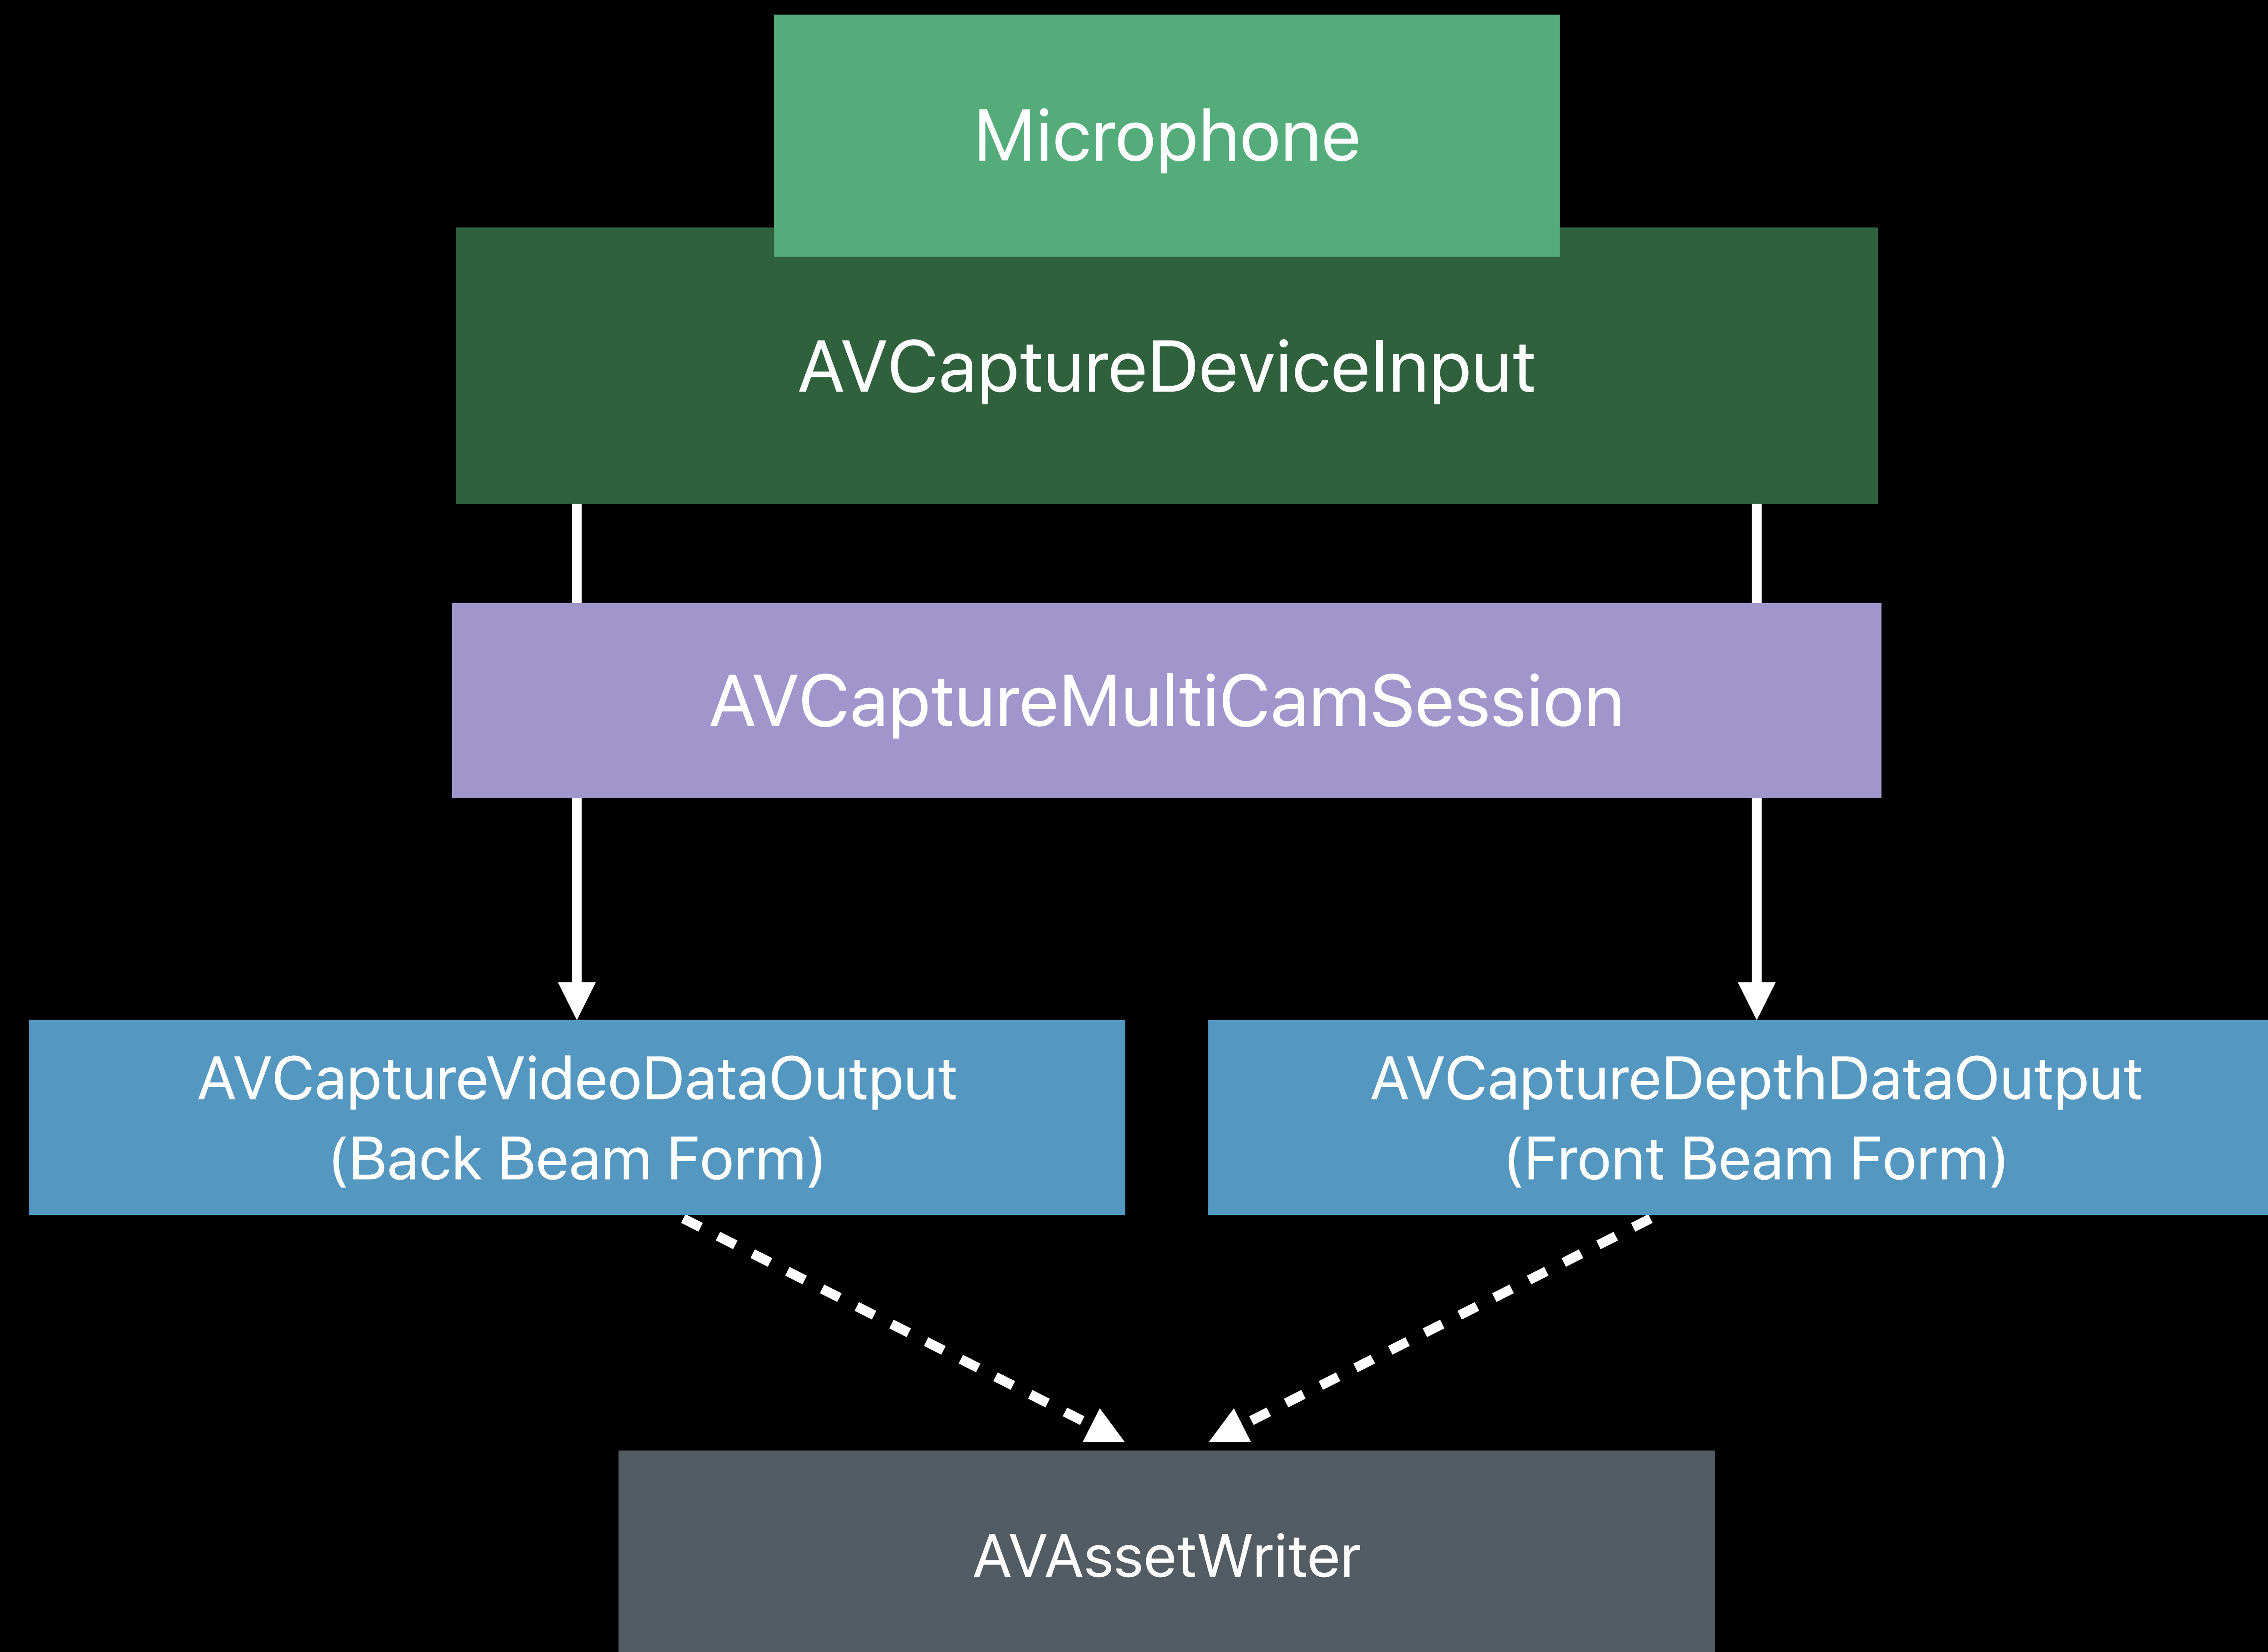 Microphone
AVCaptureDeviceInput
AVCaptureMultiCamSession
AVCaptureVideoDataOutput
(Back Beam Form)
AVCaptureDepthDataOutput
(Front Beam Form)
AVAssetWriter